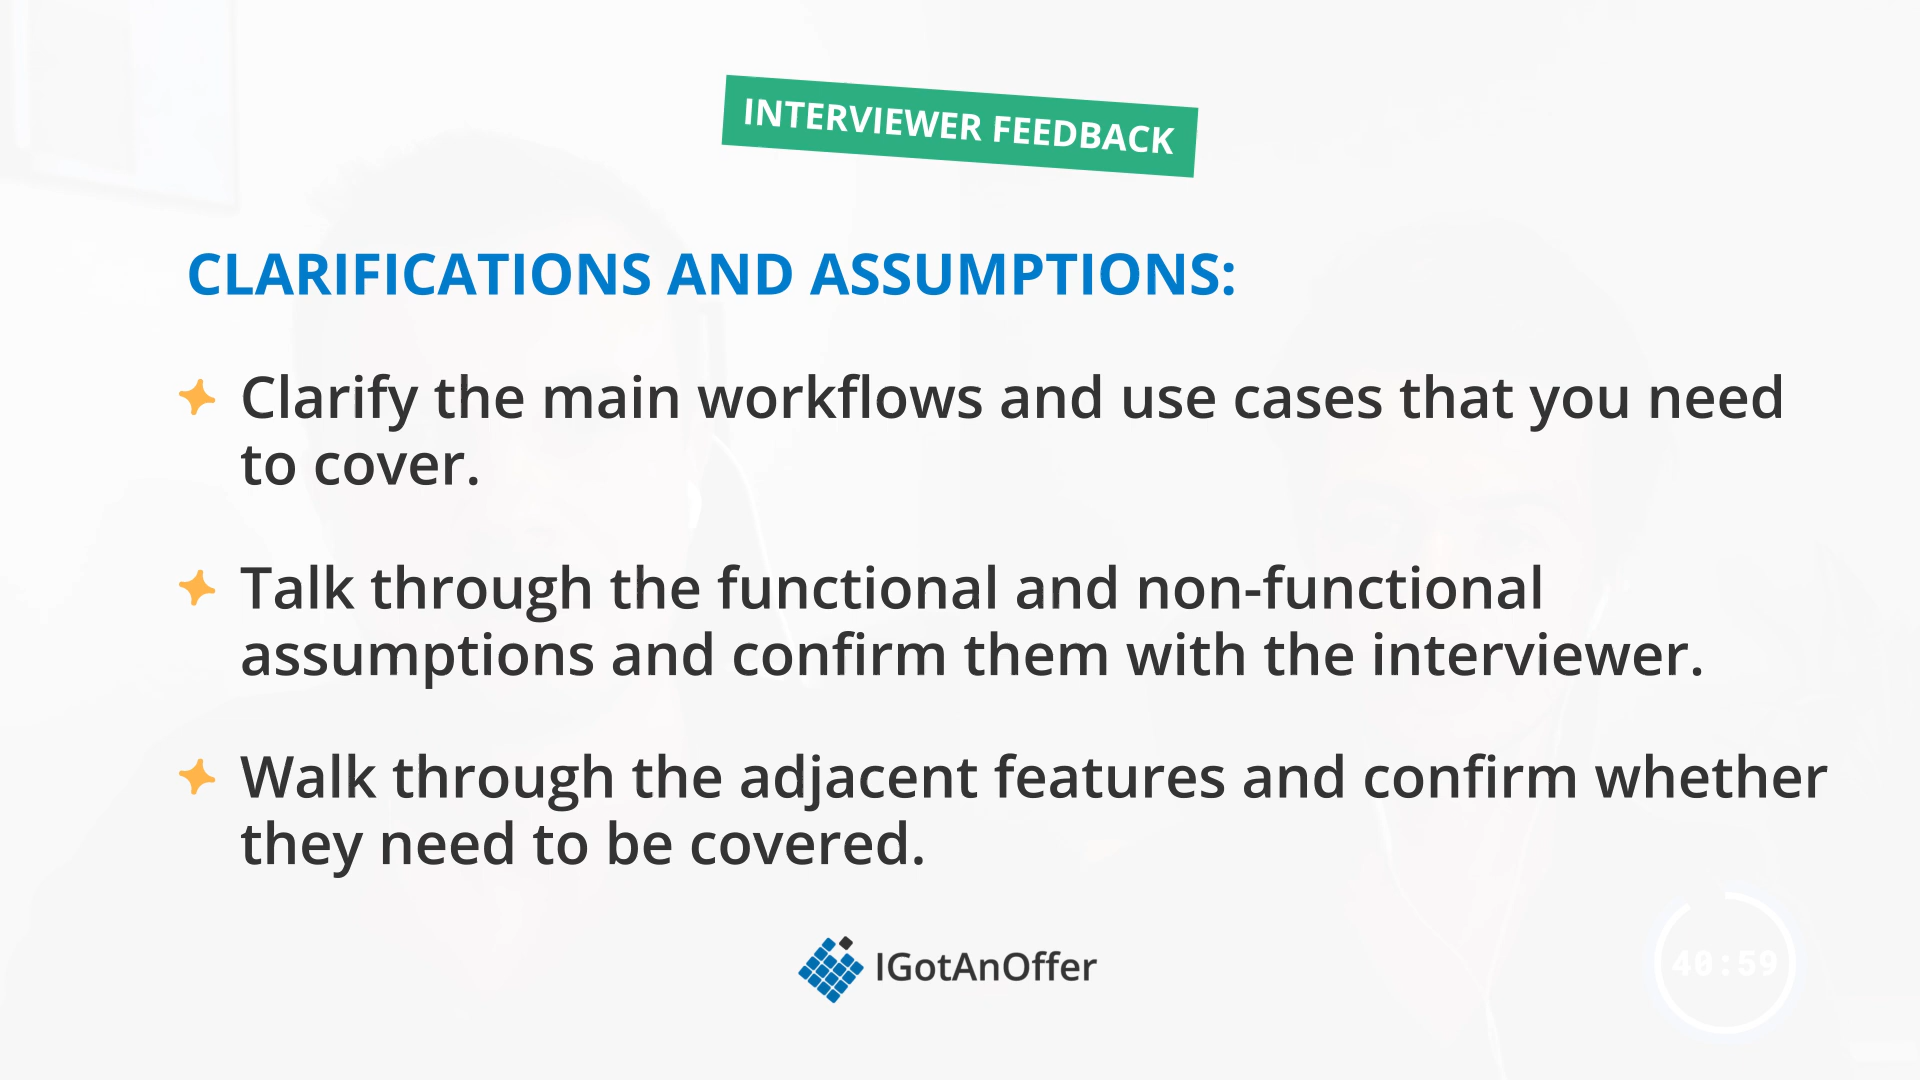 INTERVIEWER FEEDBACK
CLARIFICATIONS AND ASSUMPTIONS:
Clarify the main workflows and use cases that you need
to cover.
Talk through the functional and non-functional
assumptions and confirm them with the interviewer.
Walk through the adjacent features and confirm whether
they need to be covered.
IGotAnOffer
40:59